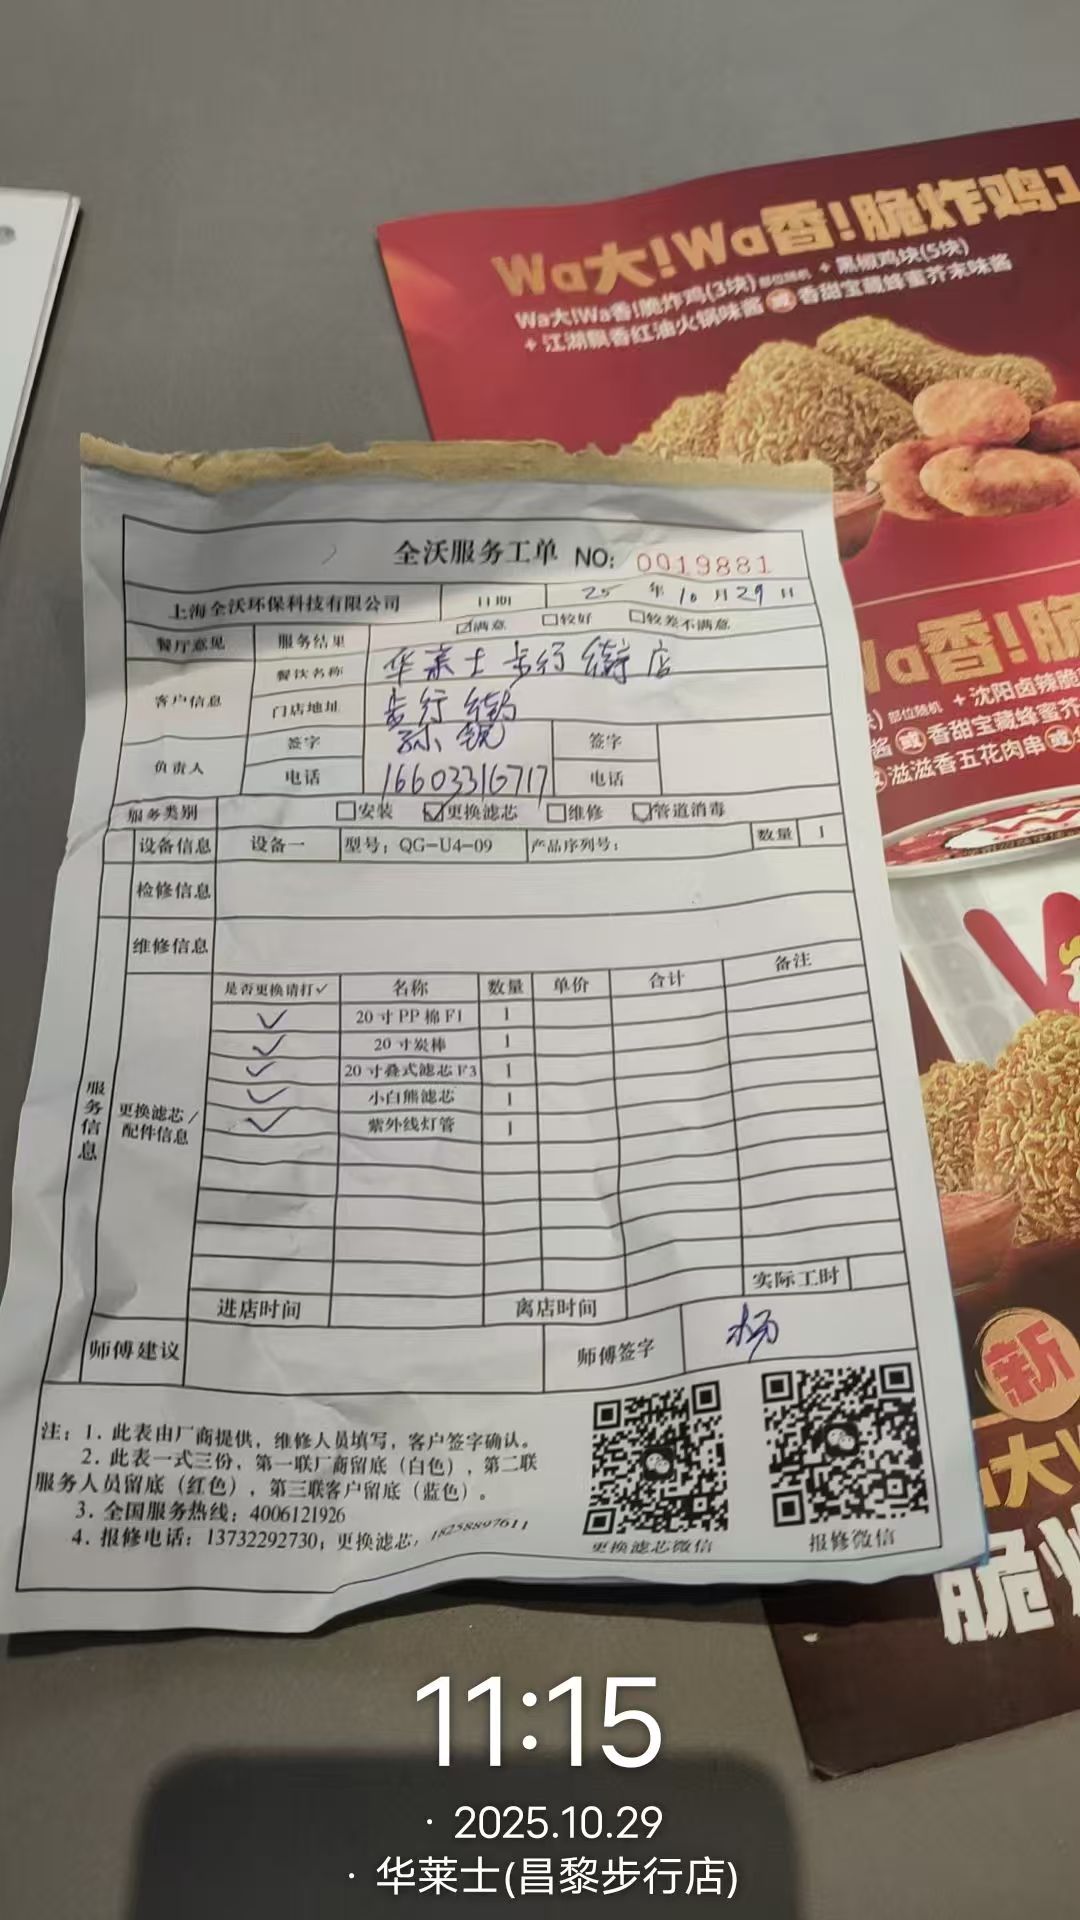 Wa大!Wa香!脆炸鸡
Wa大!Wa香!脆炸鸡(3块) 部位随机 + 黑椒鸡块(5块)
+ 江湖飘香红油火锅味酱 或 香甜宝藏蜂蜜芥末味酱
全沃服务工单 NO: 0019881
上海全沃环保科技有限公司 日期 25 年 10 月 29 日
餐厅意见 服务结果 ☑满意 □较好 □较差不满意
客户信息 餐饮名称 华莱士步行街店
门店地址 步行街
负责人 签字 签字
电话 16603316717 电话
服务类别 □安装 ☑更换滤芯 □维修 ☑管道消毒
设备信息 设备一 型号: QG-U4-09 产品序列号: 数量 1
检修信息
维修信息
服务信息
更换滤芯/配件信息
是否更换请打✓ 名称 数量 单价 合计 备注
✓ 20寸PP棉F1 1
✓ 20寸炭棒 1
✓ 20寸叠式滤芯F3 1
✓ 小白熊滤芯 1
✓ 紫外线灯管 1
实际工时
进店时间 离店时间
师傅建议 师傅签字 杨
注: 1. 此表由厂商提供, 维修人员填写, 客户签字确认。
2. 此表一式三份, 第一联厂商留底 (白色), 第二联
服务人员留底 (红色), 第三联客户留底 (蓝色)。
3. 全国服务热线: 4006121926
4. 报修电话: 13732292730; 更换滤芯: 18258897611
更换滤芯微信 报修微信
Wa香!脆
部位随机 + 沈阳卤辣脆
酱 或 香甜宝藏蜂蜜芥
滋滋香五花肉串 或
新
大
脆炸
11:15
· 2025.10.29
· 华莱士(昌黎步行店)